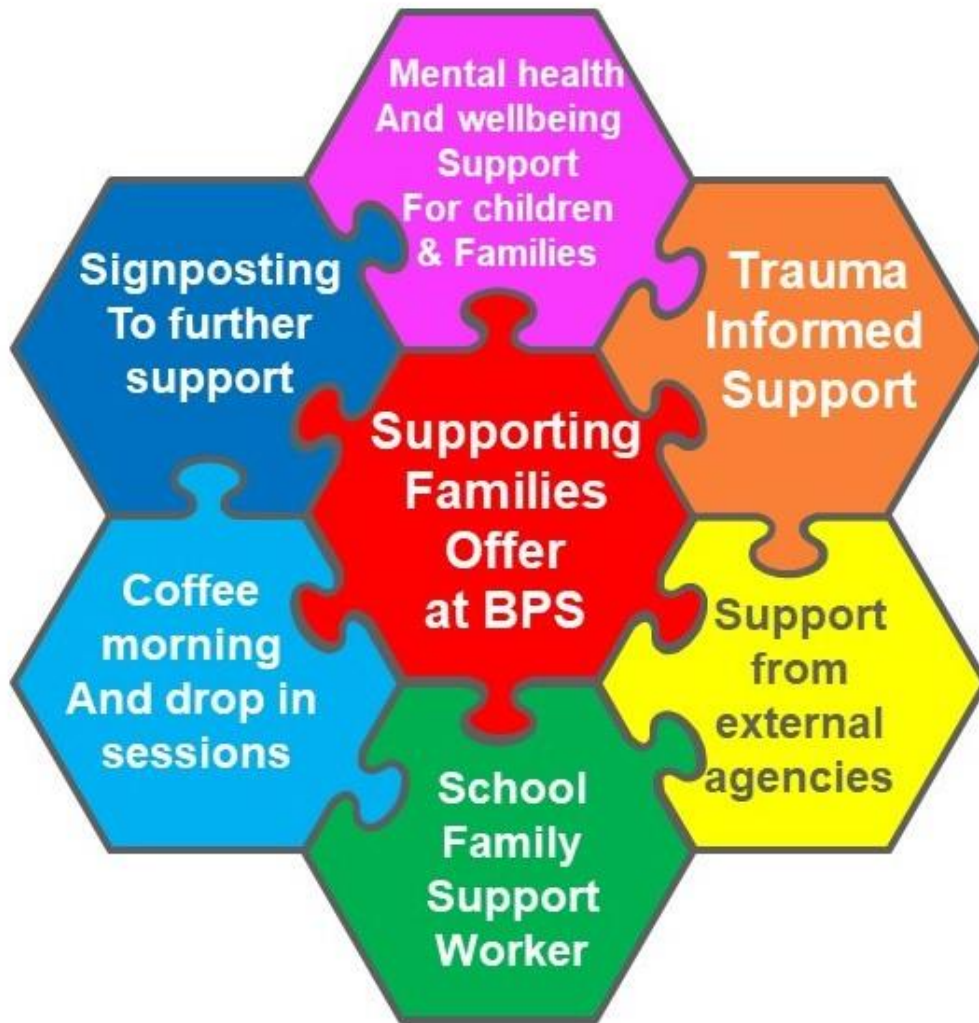 Mental health
And wellbeing
Support
For children
& Families
Signposting
To further
support
Trauma
Informed
Support
Supporting
Families
Offer
at BPS
Coffee
morning
And drop in
sessions
Support
from
external
agencies
School
Family
Support
Worker